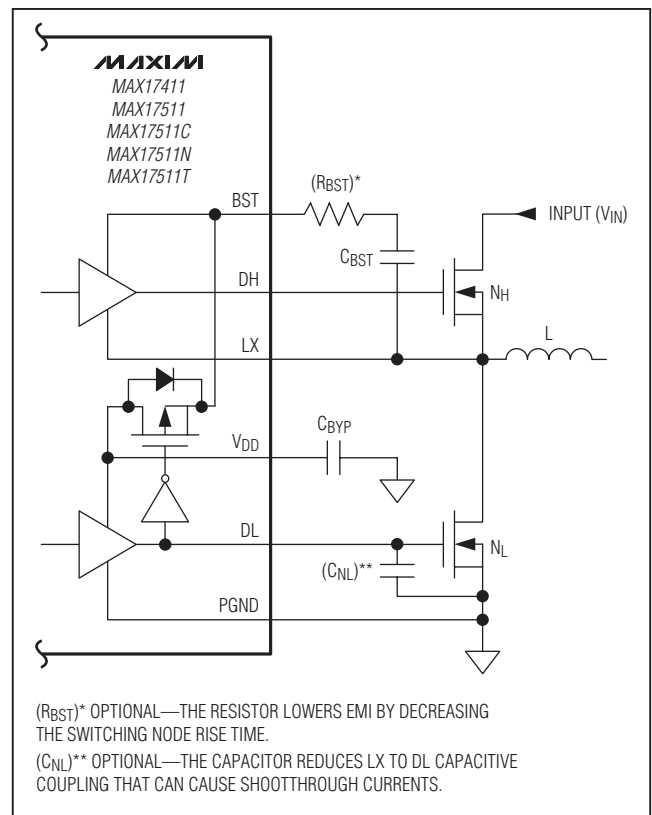 MAXIM
MAX17411
MAX17511
MAX17511C
MAX17511N
MAX17511T
BST
(RBST)*
INPUT (VIN)
CBST
DH
NH
L
LX
CBYP
VDD
DL
NL
(CNL)**
PGND
(RBST)* OPTIONAL—THE RESISTOR LOWERS EMI BY DECREASING
THE SWITCHING NODE RISE TIME.
(CNL)** OPTIONAL—THE CAPACITOR REDUCES LX TO DL CAPACITIVE
COUPLING THAT CAN CAUSE SHOOTTHROUGH CURRENTS.